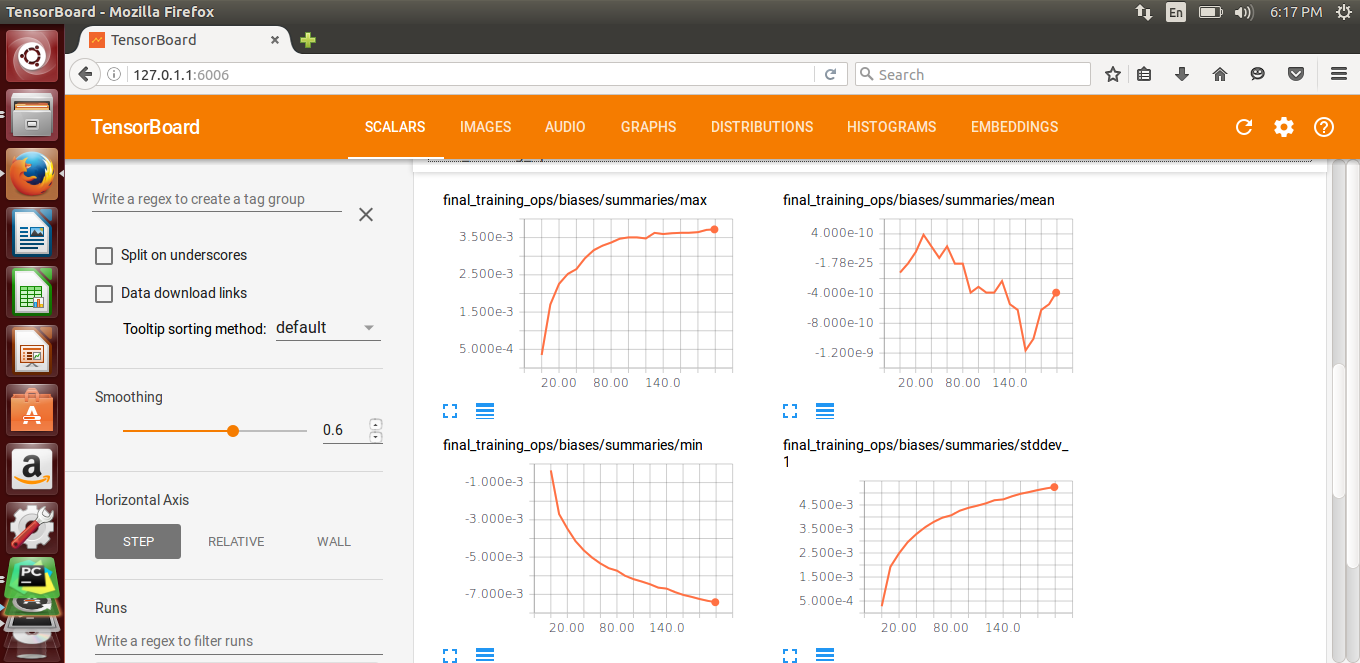 TensorBoard - Mozilla Firefox
En
6:17 PM
TensorBoard
127.0.1.1:6006
Search
TensorBoard
SCALARS
IMAGES
AUDIO
GRAPHS
DISTRIBUTIONS
HISTOGRAMS
EMBEDDINGS
Write a regex to create a tag group
Split on underscores
Data download links
Tooltip sorting method: default
Smoothing
0.6
Horizontal Axis
STEP
RELATIVE
WALL
Runs
Write a regex to filter runs
final_training_ops/biases/summaries/max
3.500e-3
2.500e-3
1.500e-3
5.000e-4
20.00 80.00 140.0
final_training_ops/biases/summaries/mean
4.000e-10
-1.78e-25
-4.000e-10
-8.000e-10
-1.200e-9
20.00 80.00 140.0
final_training_ops/biases/summaries/min
-1.000e-3
-3.000e-3
-5.000e-3
-7.000e-3
20.00 80.00 140.0
final_training_ops/biases/summaries/stddev_
1
4.500e-3
3.500e-3
2.500e-3
1.500e-3
5.000e-4
20.00 80.00 140.0
a
PC